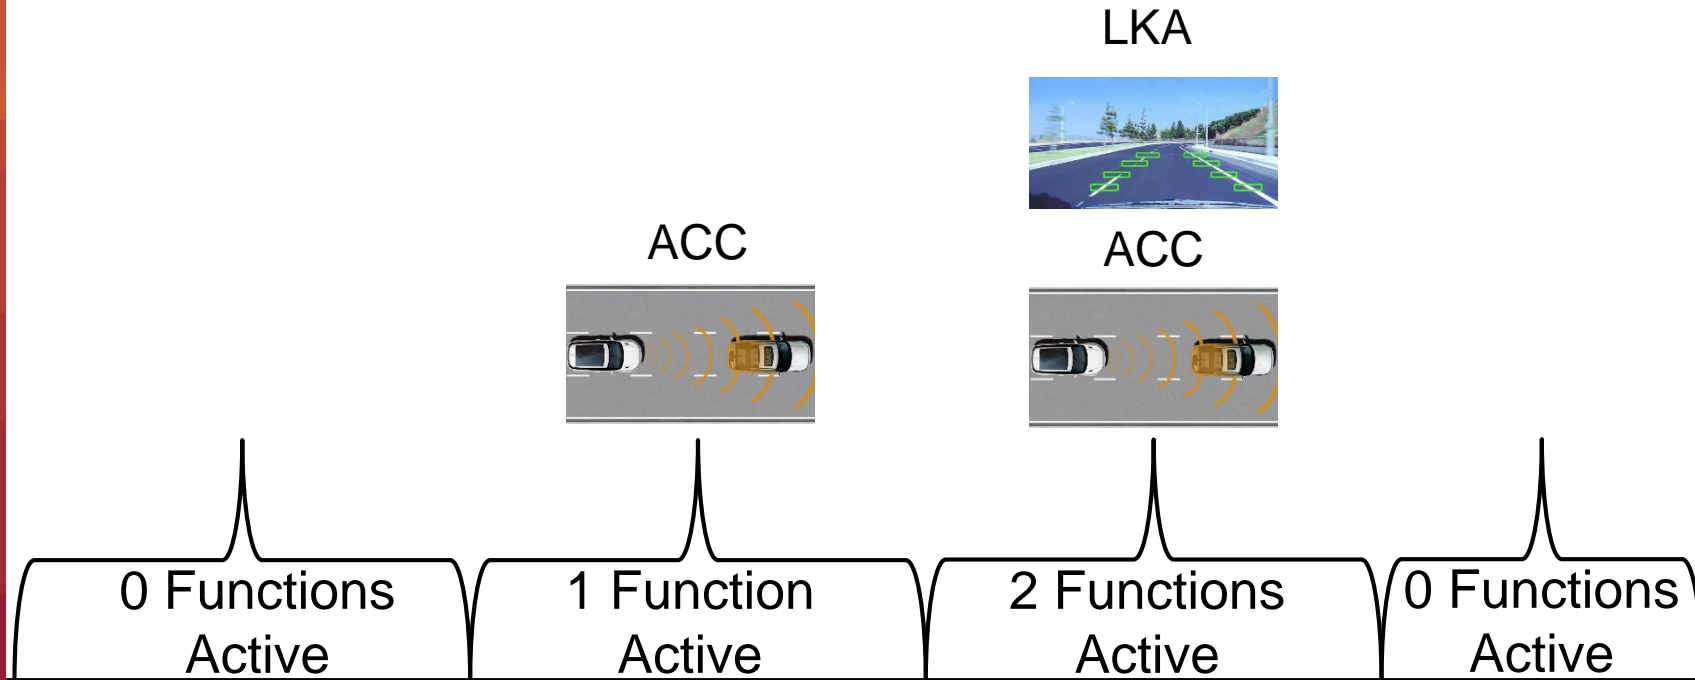 LKA
ACC
ACC
0 Functions
Active
1 Function
Active
2 Functions
Active
0 Functions
Active